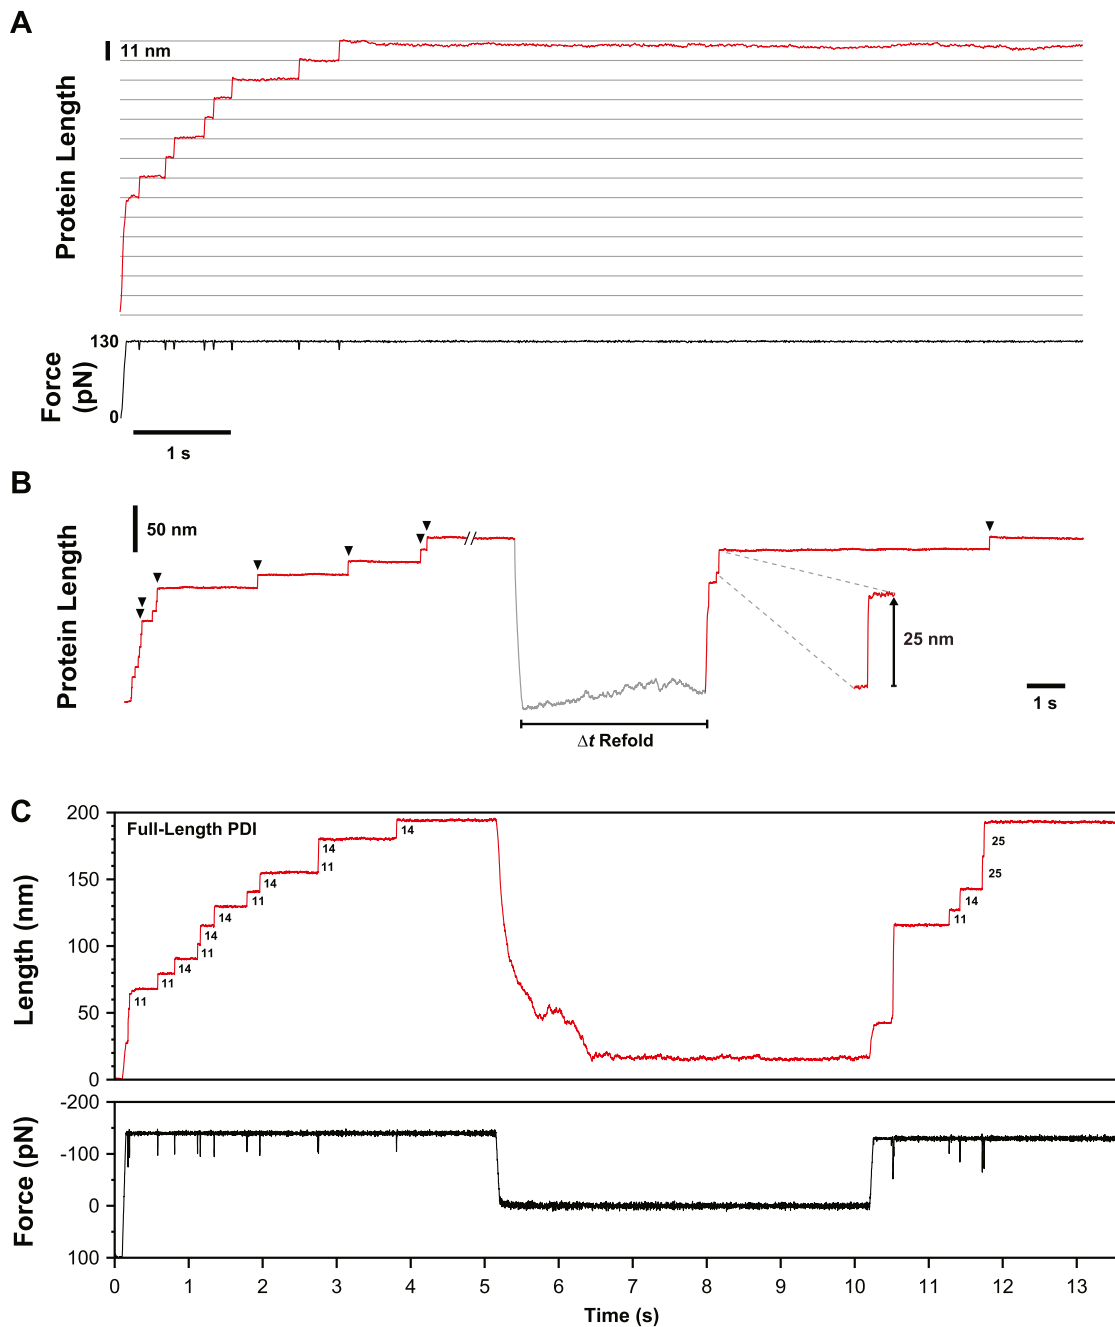 A
11 nm
Protein Length
130
Force
(pN)
0
1 s
B
50 nm
Protein Length
25 nm
1 s
Δt Refold
C
200
Full-Length PDI
14
14
11
25
14
11
25
150
14
14
11
14
11
14
11
100
11
11
Length (nm)
50
0
-200
-100
Force (pN)
0
100
0 1 2 3 4 5 6 7 8 9 10 11 12 13
Time (s)